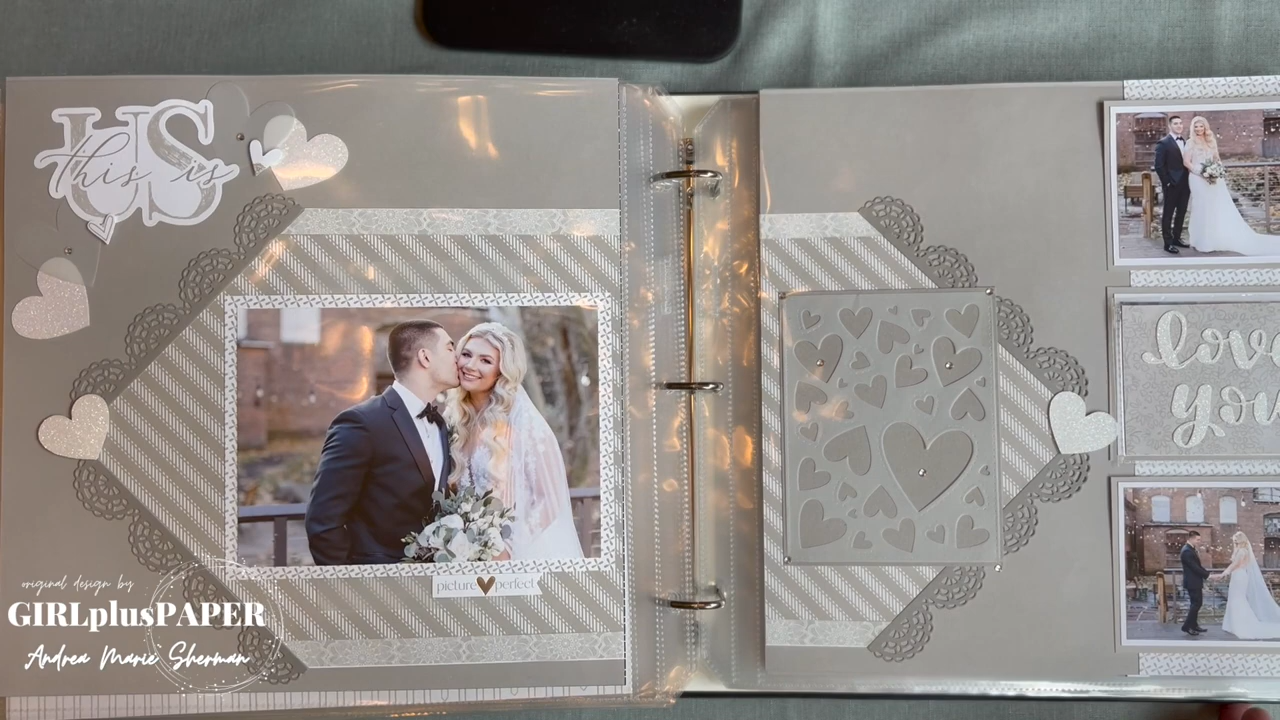 this is
US
picture perfect
love
you
original design by
GIRLplusPAPER
Andrea Marie Sherman